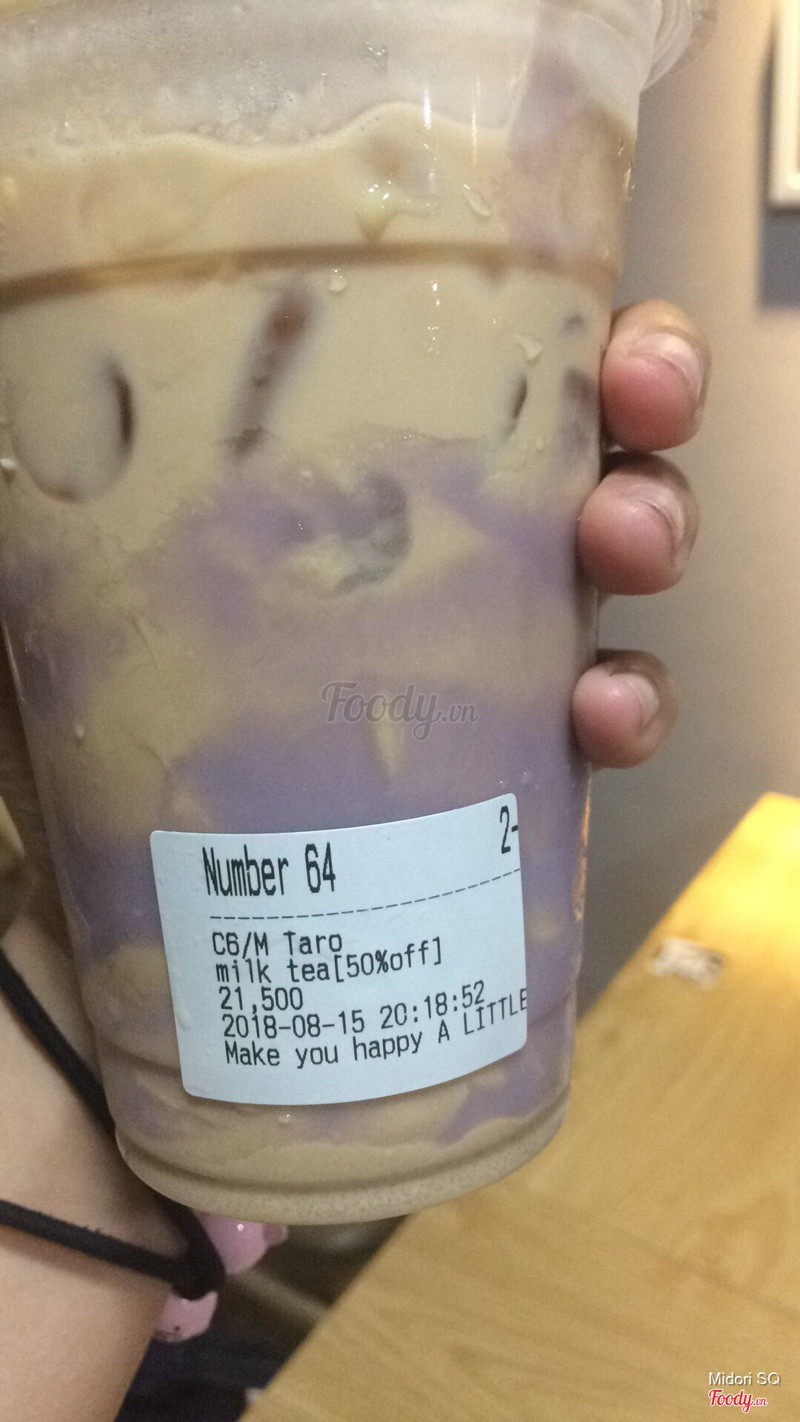 Foody.vn
Number 64 2-
C6/M Taro
milk tea[50%off]
21,500
2018-08-15 20:18:52
Make you happy A LITTLE
Midori SQ
Foody.vn